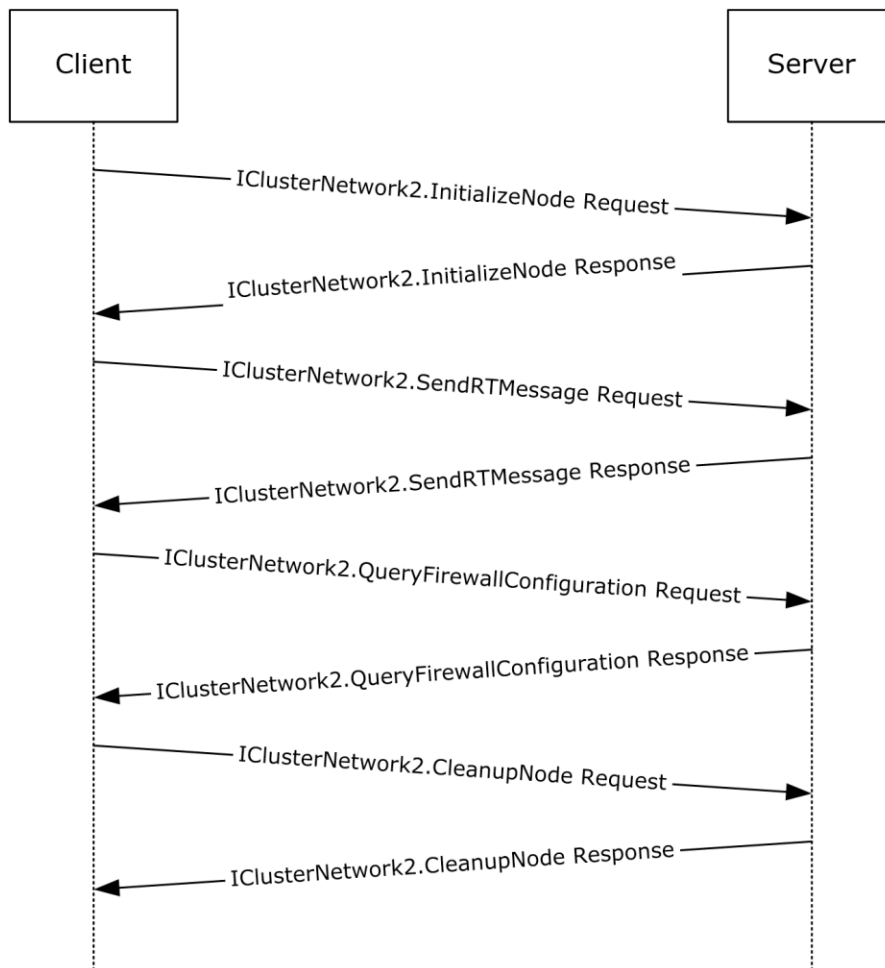 Client
Server
IClusterNetwork2.InitializeNode Request
IClusterNetwork2.InitializeNode Response
IClusterNetwork2.SendRTMessage Request
IClusterNetwork2.SendRTMessage Response
IClusterNetwork2.QueryFirewallConfiguration Request
IClusterNetwork2.QueryFirewallConfiguration Response
IClusterNetwork2.CleanupNode Request
IClusterNetwork2.CleanupNode Response